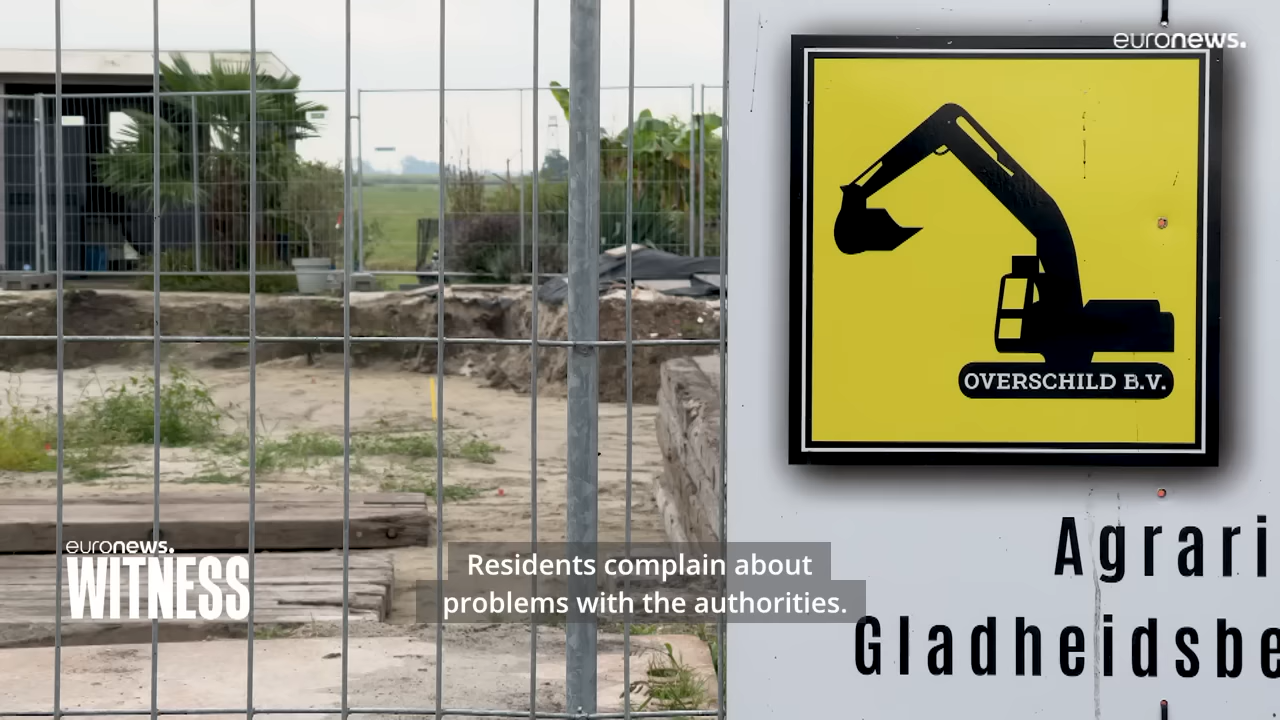 euronews.
OVERSCHILD B.V.
Agrari
Gladheidsbe
euronews.
WITNESS
Residents complain about
problems with the authorities.